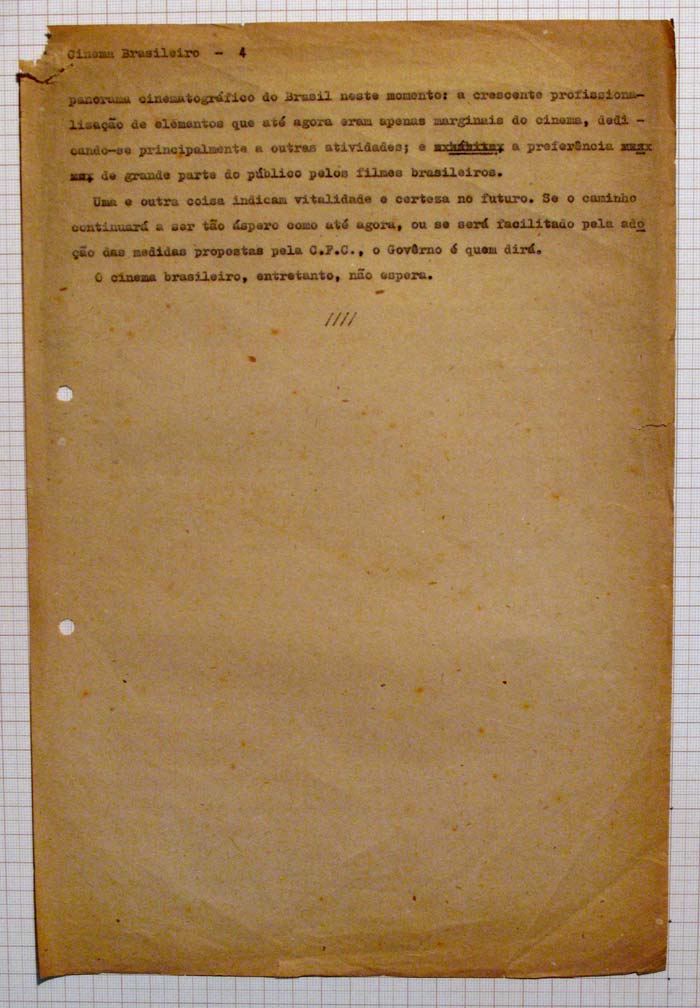 Cinema Brasileiro - 4
panorama cinematográfico do Brasil neste momento: a crescente profissiona-
lisação de elementos que até agora eram apenas marginais do cinema, dedi -
cando-se principalmente a outras atividades; e a preferência
de grande parte do público pelos filmes brasileiros.
Uma e outra coisa indicam vitalidade e certeza no futuro. Se o caminho
continuará a ser tão áspero como até agora, ou se será facilitado pela ado
ção das medidas propostas pela C.F.C., o Govêrno é quem dirá.
O cinema brasileiro, entretanto, não espera.
////